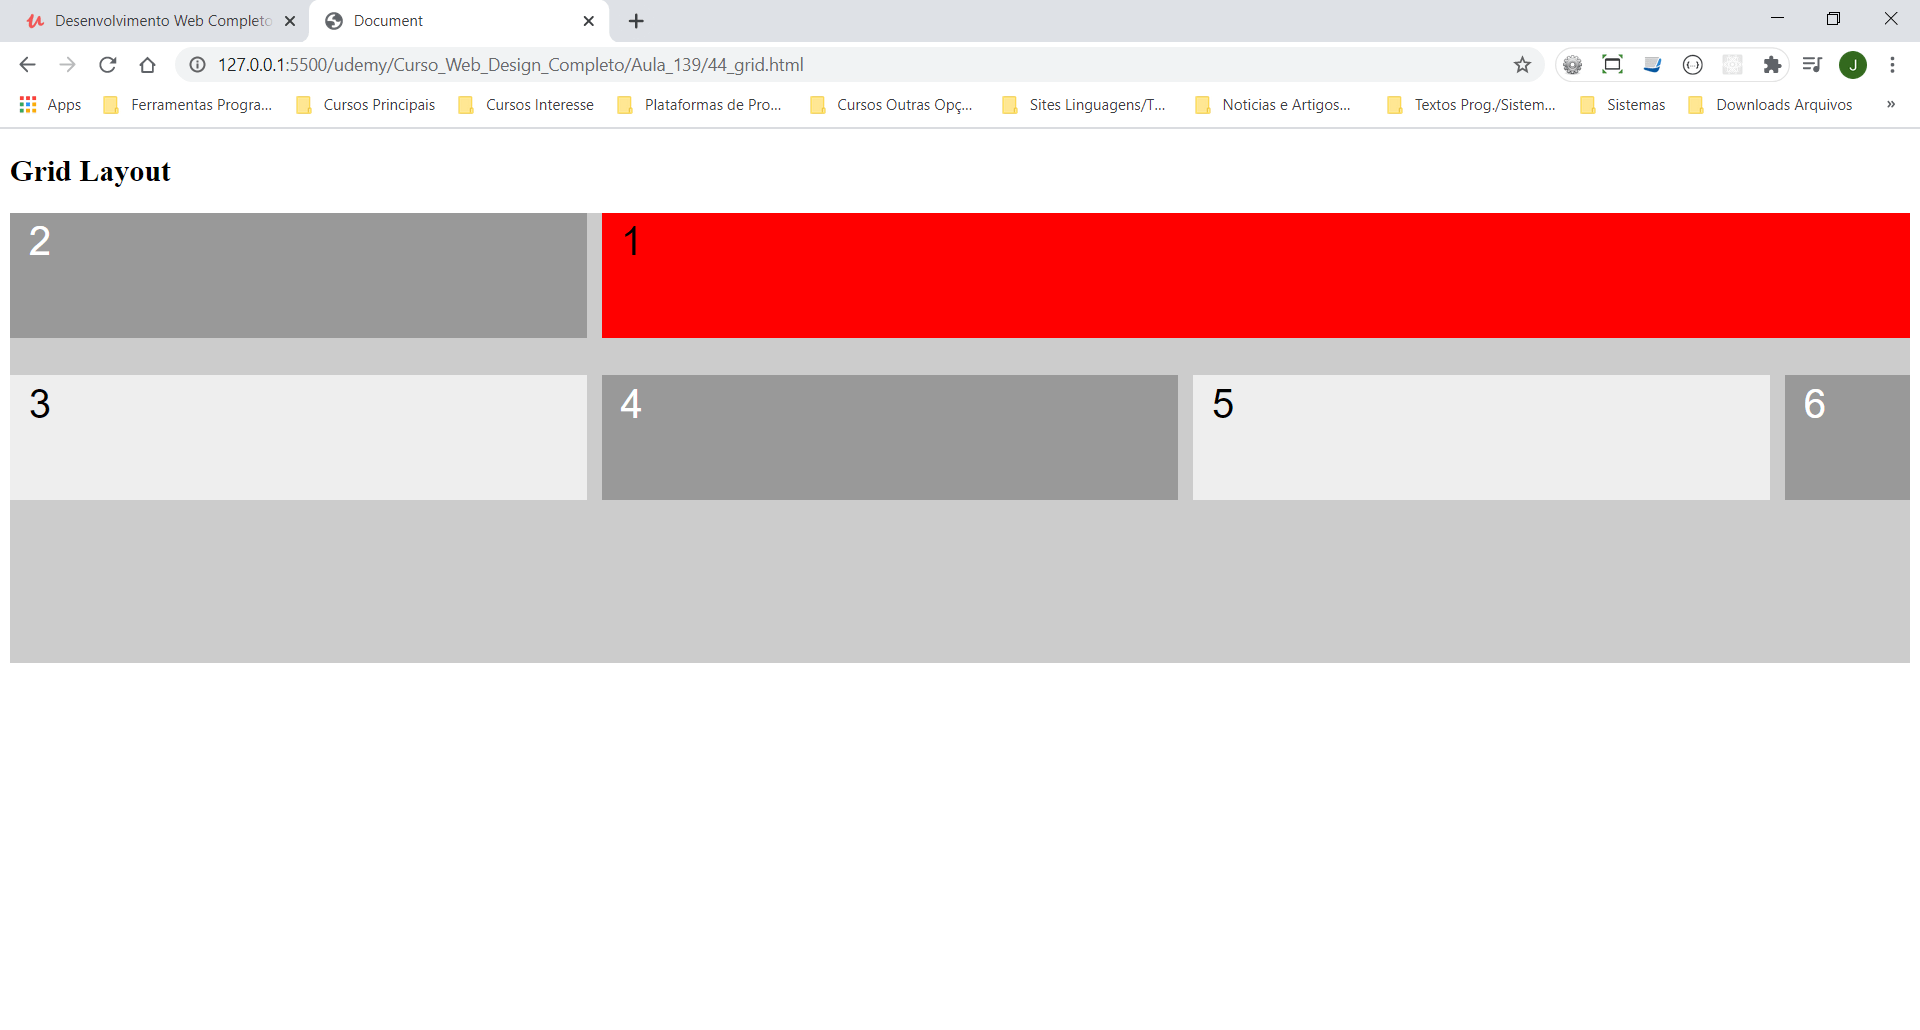 Desenvolvimento Web Completo
Document
127.0.0.1:5500/udemy/Curso_Web_Design_Completo/Aula_139/44_grid.html
J
Apps
Ferramentas Progra...
Cursos Principais
Cursos Interesse
Plataformas de Pro...
Cursos Outras Opç...
Sites Linguagens/T...
Noticias e Artigos...
Textos Prog./Sistem...
Sistemas
Downloads Arquivos
»
Grid Layout
2
1
3
4
5
6